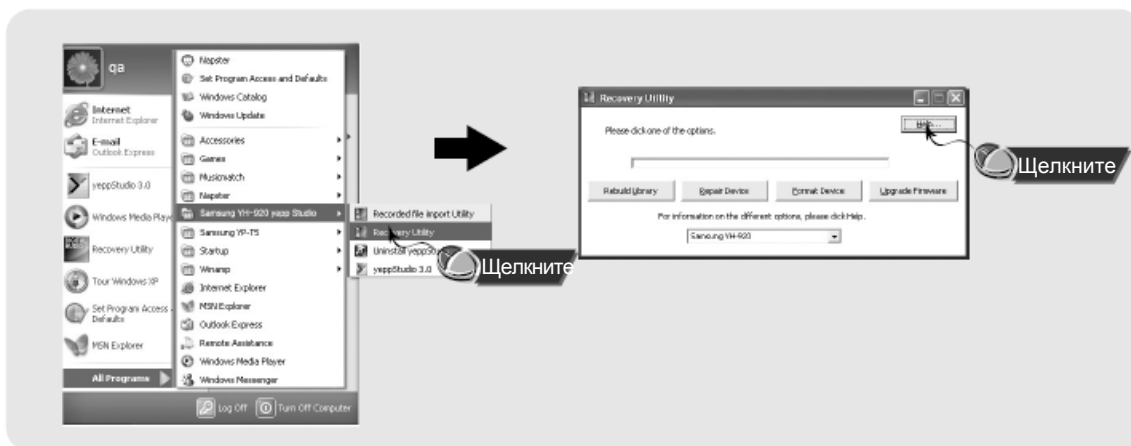 qa
Internet
Internet Explorer
E-mail
Outlook Express
yeppStudio 3.0
Windows Media Playe
Recovery Utility
Tour Windows XP
Set Program Access -
Defaults
MSN Explorer
All Programs
Napster
Set Program Access and Defaults
Windows Catalog
Windows Update
Accessories
Games
Musicmatch
Napster
Samsung YH-920 yepp Studio
Samsung YP-T5
Startup
Winamp
Internet Explorer
MSN Explorer
Outlook Express
Remote Assistance
Windows Media Player
Windows Messenger
Recorded file import Utility
Recovery Utility
Uninstall yeppSt
yeppStudio 3.0
Щелкните
Log Off
Turn Off Computer
Recovery Utility
Please click one of the options.
Help...
Щелкните
Rebuild Library
Repair Device
Format Device
Upgrade Firmware
For information on the different options, please click Help.
Samsung YH-920